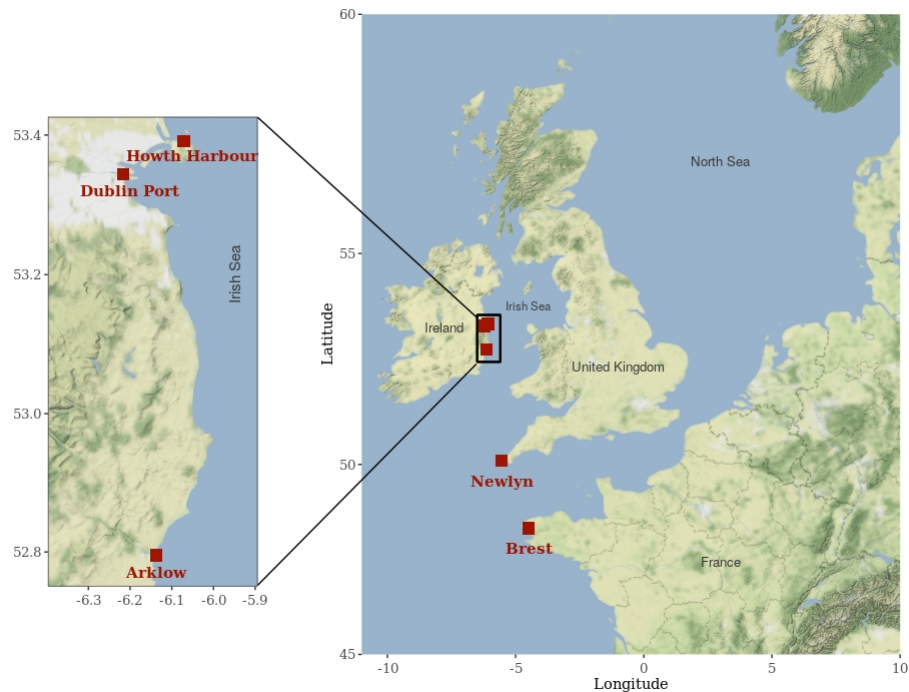 60
55
50
45
Latitude
-10
-5
0
5
10
Longitude
North Sea
Irish Sea
Ireland
United Kingdom
Newlyn
Brest
France
53.4
53.2
53.0
52.8
-6.3
-6.2
-6.1
-6.0
-5.9
Howth Harbour
Dublin Port
Irish Sea
Arklow